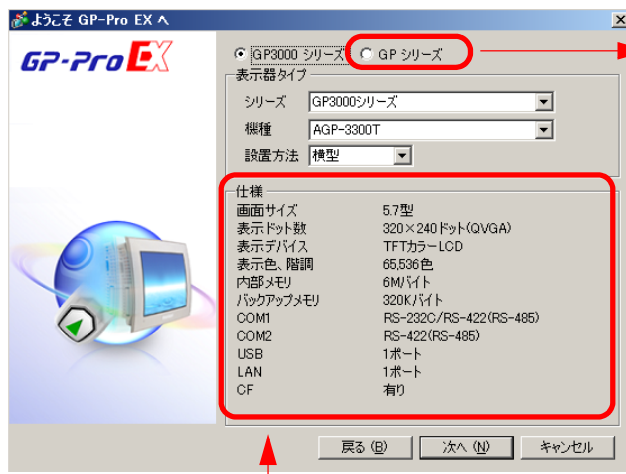 ようこそ GP-Pro EX へ
GP-Pro EX
GP3000 シリーズ GP シリーズ
表示器タイプ
シリーズ GP3000シリーズ
機種 AGP-3300T
設置方法 横型
仕様
画面サイズ 5.7型
表示ドット数 320×240ドット(QVGA)
表示デバイス TFTカラーLCD
表示色、階調 65,536色
内部メモリ 6Mバイト
バックアップメモリ 320Kバイト
COM1 RS-232C/RS-422(RS-485)
COM2 RS-422(RS-485)
USB 1ポート
LAN 1ポート
CF 有り
戻る (B) 次へ (N) キャンセル